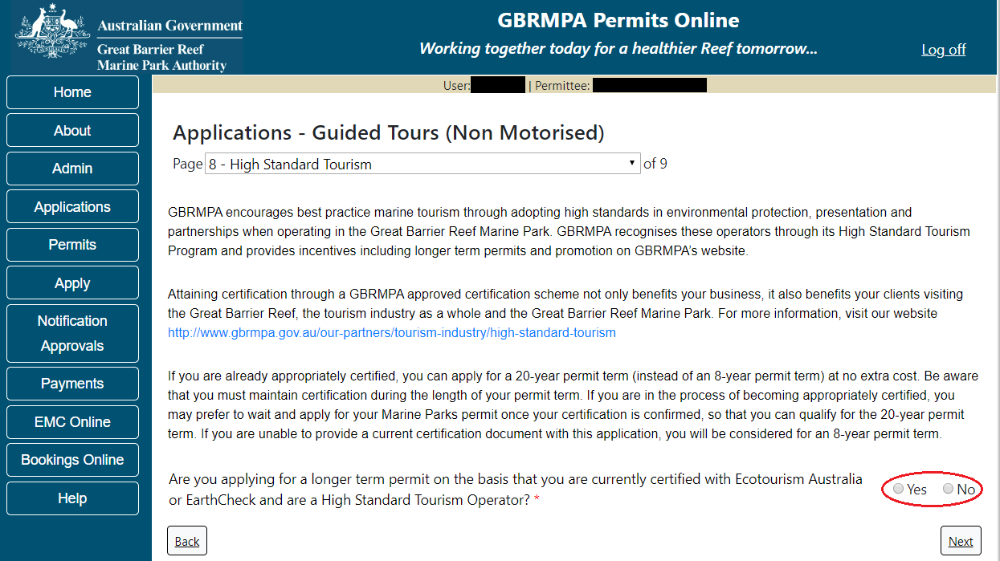 Australian Government
Great Barrier Reef
Marine Park Authority
GBRMPA Permits Online
Working together today for a healthier Reef tomorrow...
Log off
User: | Permittee:
Home
About
Admin
Applications
Permits
Apply
Notification
Approvals
Payments
EMC Online
Bookings Online
Help
Applications - Guided Tours (Non Motorised)
Page 8 - High Standard Tourism of 9
GBRMPA encourages best practice marine tourism through adopting high standards in environmental protection, presentation and
partnerships when operating in the Great Barrier Reef Marine Park. GBRMPA recognises these operators through its High Standard Tourism
Program and provides incentives including longer term permits and promotion on GBRMPA's website.
Attaining certification through a GBRMPA approved certification scheme not only benefits your business, it also benefits your clients visiting
the Great Barrier Reef, the tourism industry as a whole and the Great Barrier Reef Marine Park. For more information, visit our website
http://www.gbrmpa.gov.au/our-partners/tourism-industry/high-standard-tourism
If you are already appropriately certified, you can apply for a 20-year permit term (instead of an 8-year permit term) at no extra cost. Be aware
that you must maintain certification during the length of your permit term. If you are in the process of becoming appropriately certified, you
may prefer to wait and apply for your Marine Parks permit once your certification is confirmed, so that you can qualify for the 20-year permit
term. If you are unable to provide a current certification document with this application, you will be considered for an 8-year permit term.
Are you applying for a longer term permit on the basis that you are currently certified with Ecotourism Australia
or EarthCheck and are a High Standard Tourism Operator? *
Yes No
Back
Next